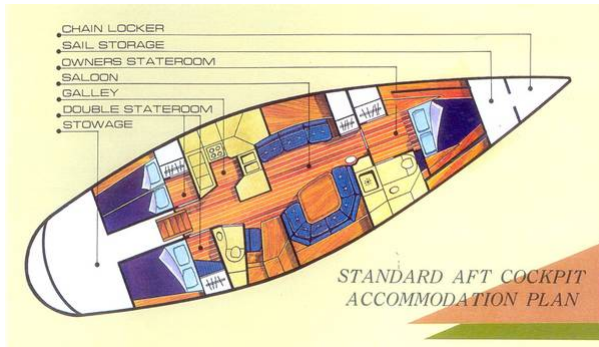 CHAIN LOCKER
SAIL STORAGE
OWNERS STATEROOM
SALOON
GALLEY
DOUBLE STATEROOM
STOWAGE
STANDARD AFT COCKPIT
ACCOMMODATION PLAN